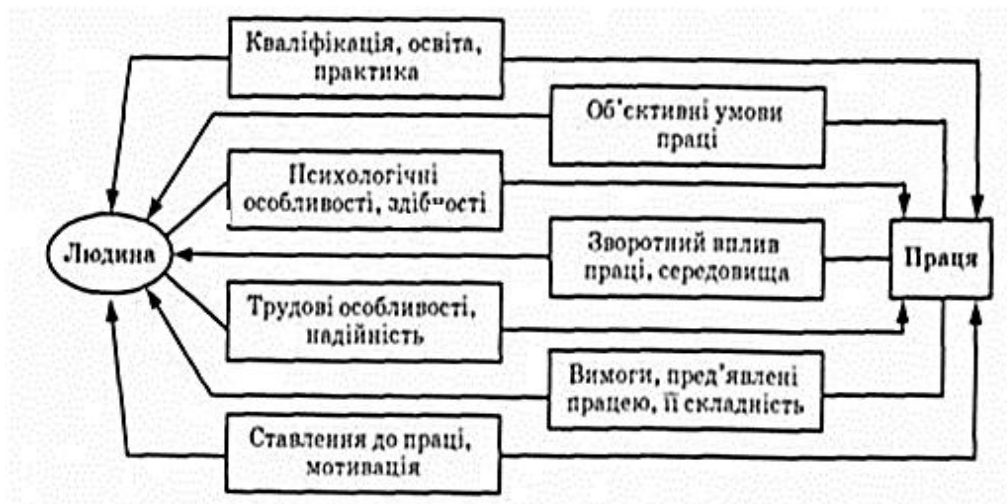 Кваліфікація, освіта,
практика
Об'єктивні умови
праці
Психологічні
особливості, здібності
Людина
Зворотний вплив
праці, середовища
Праця
Трудові особливості,
надійність
Вимоги, пред'явлені
працею, її складність
Ставлення до праці,
мотивація